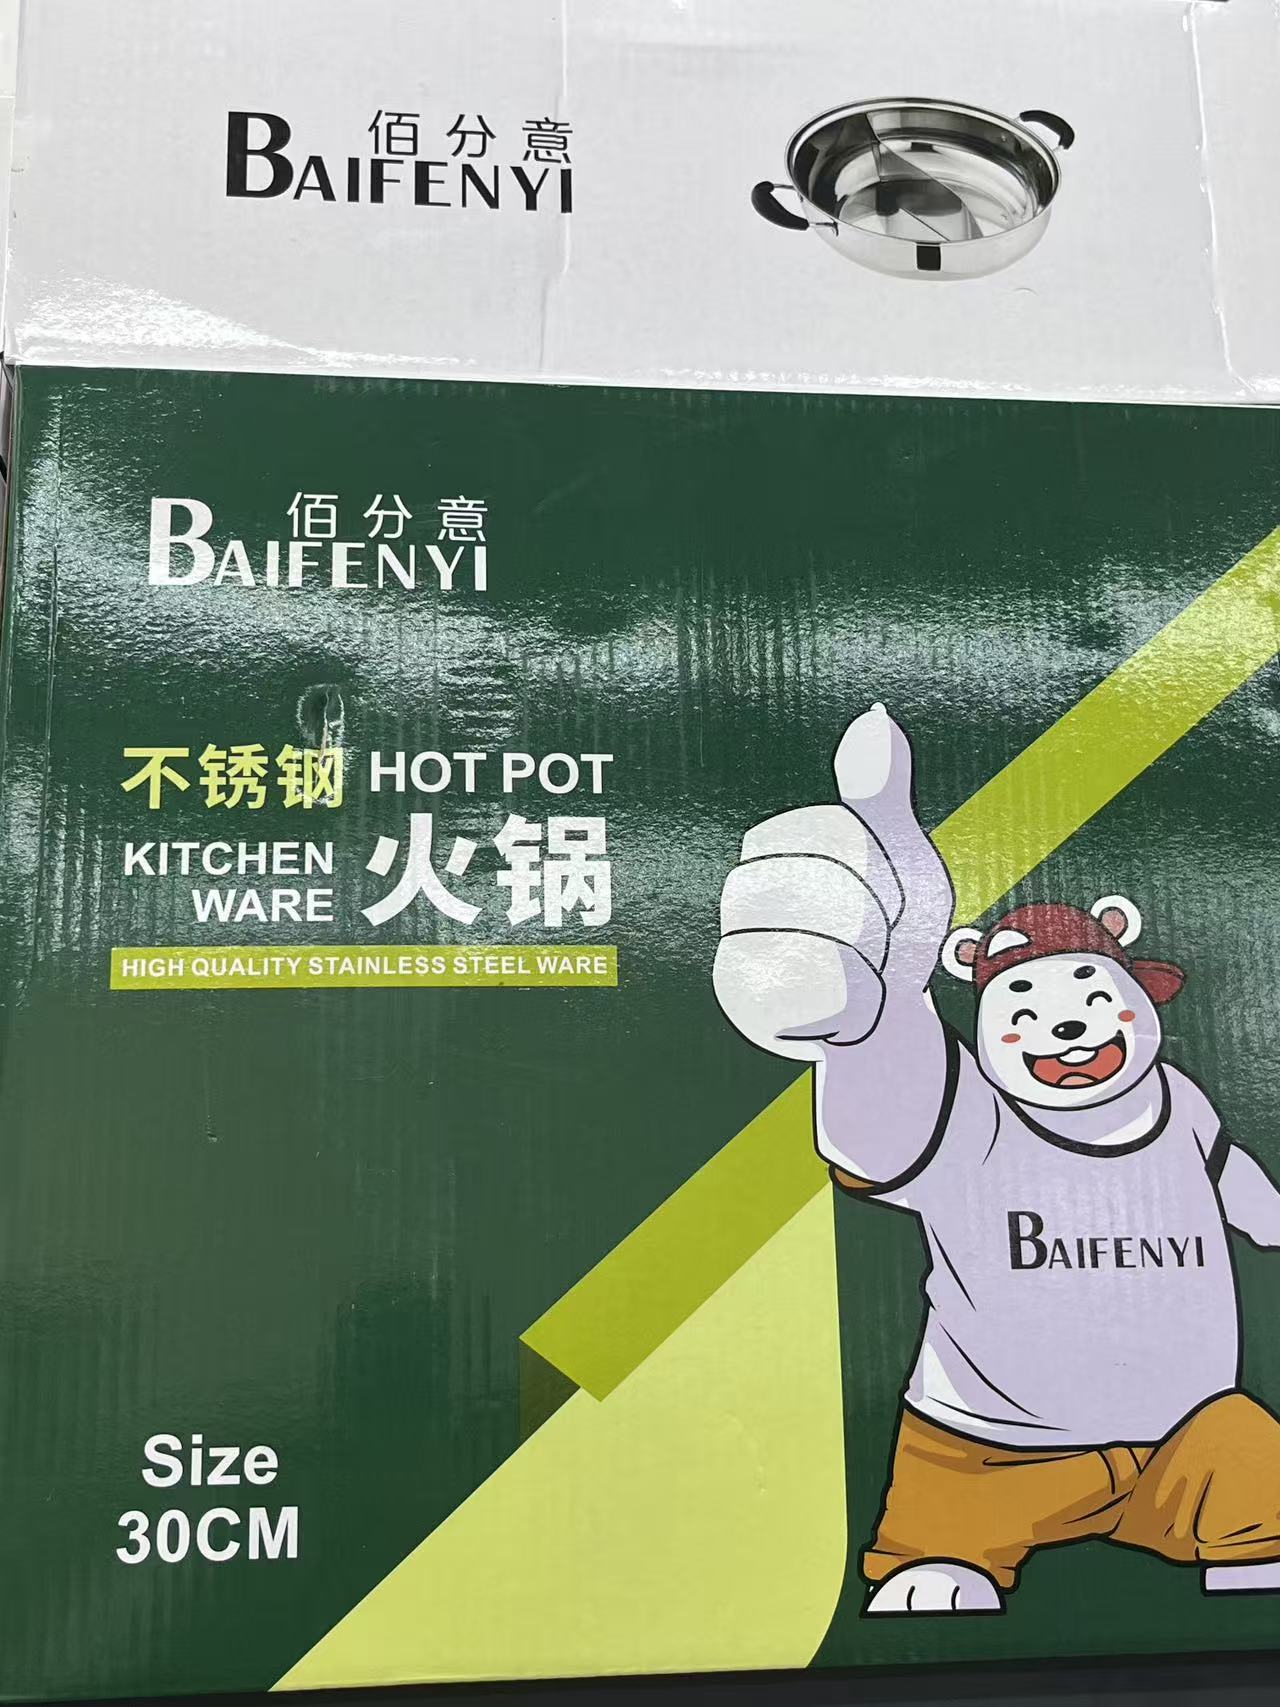 佰分意
BAIFENYI
佰分意
BAIFENYI
不锈钢 HOT POT
KITCHEN WARE 火锅
HIGH QUALITY STAINLESS STEEL WARE
BAIFENYI
Size
30CM